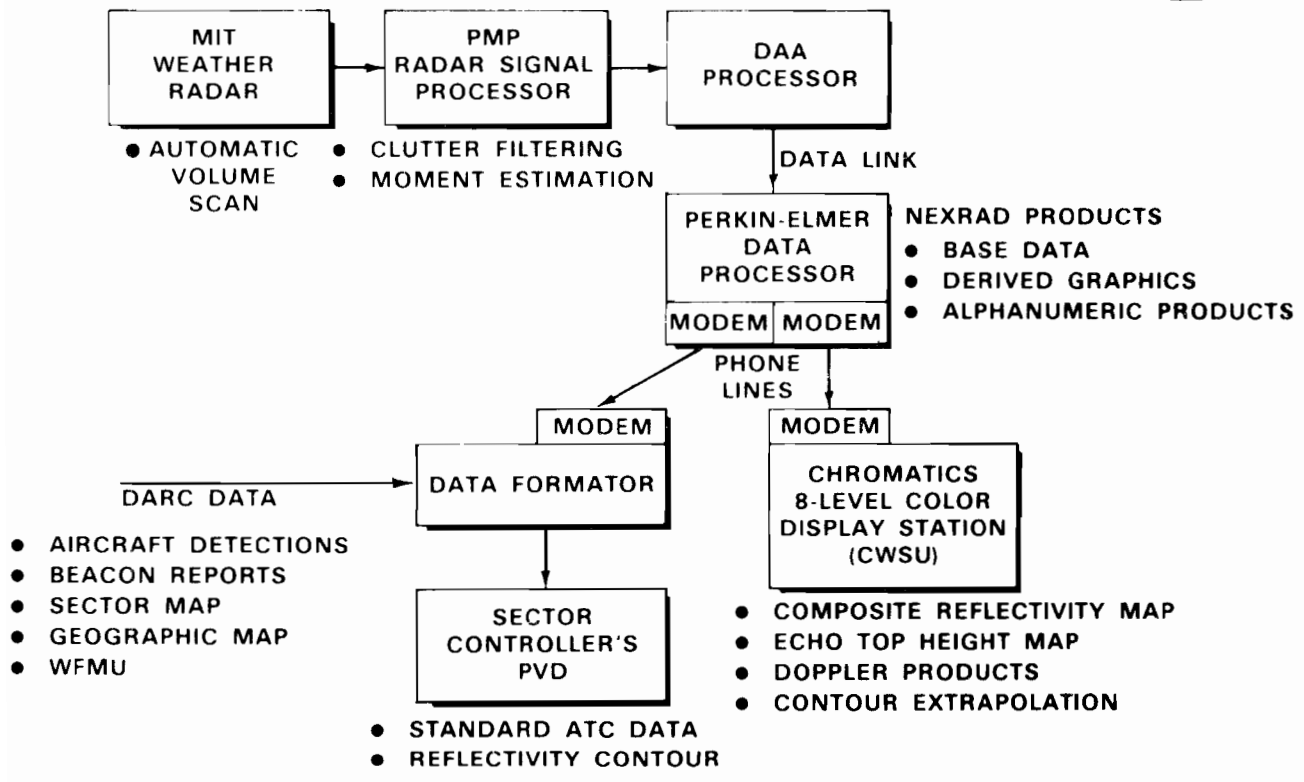 MIT
WEATHER
RADAR
PMP
RADAR SIGNAL
PROCESSOR
DAA
PROCESSOR
● AUTOMATIC
VOLUME
SCAN
● CLUTTER FILTERING
● MOMENT ESTIMATION
DATA LINK
PERKIN-ELMER
DATA
PROCESSOR
MODEM
MODEM
NEXRAD PRODUCTS
● BASE DATA
● DERIVED GRAPHICS
● ALPHANUMERIC PRODUCTS
PHONE
LINES
MODEM
DATA FORMATOR
MODEM
CHROMATICS
8-LEVEL COLOR
DISPLAY STATION
(CWSU)
DARC DATA
● AIRCRAFT DETECTIONS
● BEACON REPORTS
● SECTOR MAP
● GEOGRAPHIC MAP
● WFMU
SECTOR
CONTROLLER'S
PVD
● STANDARD ATC DATA
● REFLECTIVITY CONTOUR
● COMPOSITE REFLECTIVITY MAP
● ECHO TOP HEIGHT MAP
● DOPPLER PRODUCTS
● CONTOUR EXTRAPOLATION